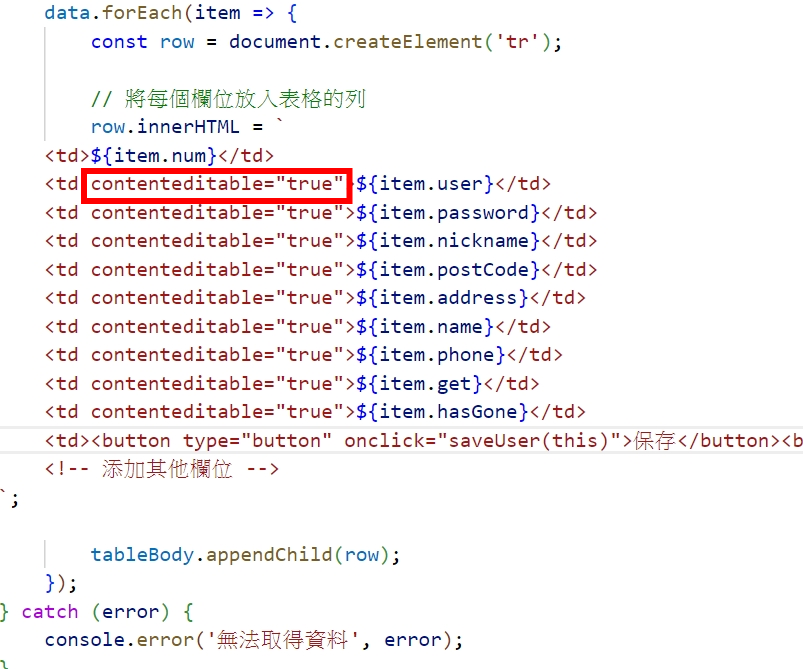 data.forEach(item => {
const row = document.createElement('tr');
// 將每個欄位放入表格的列
row.innerHTML = `
<td>${item.num}</td>
<td contenteditable="true">${item.user}</td>
<td contenteditable="true">${item.password}</td>
<td contenteditable="true">${item.nickname}</td>
<td contenteditable="true">${item.postCode}</td>
<td contenteditable="true">${item.address}</td>
<td contenteditable="true">${item.name}</td>
<td contenteditable="true">${item.phone}</td>
<td contenteditable="true">${item.get}</td>
<td contenteditable="true">${item.hasGone}</td>
<td><button type="button" onclick="saveUser(this)">保存</button><b
<!-- 添加其他欄位 -->
`;
tableBody.appendChild(row);
});
} catch (error) {
console.error('無法取得資料', error);
}